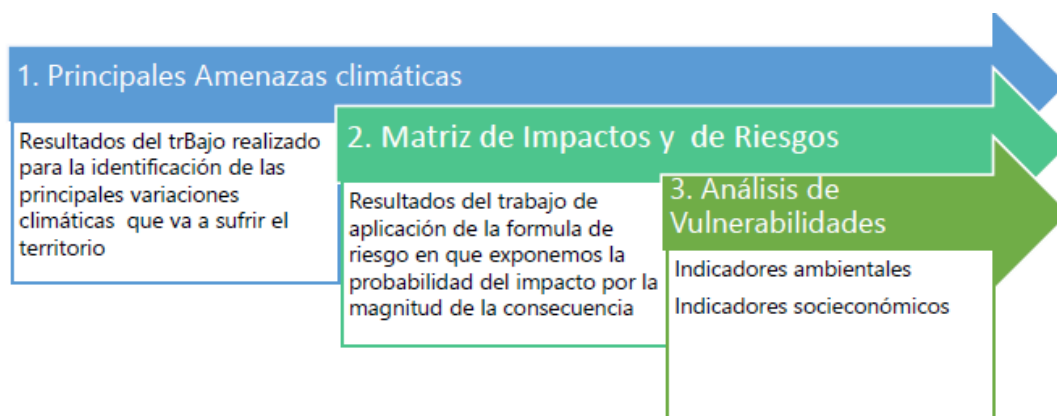 1. Principales Amenazas climáticas
Resultados del trBajo realizado
para la identificación de las
principales variaciones
climáticas que va a sufrir el
territorio
2. Matriz de Impactos y de Riesgos
Resultados del trabajo de
aplicación de la formula de
riesgo en que exponemos la
probabilidad del impacto por la
magnitud de la consecuencia
3. Análisis de
Vulnerabilidades
Indicadores ambientales
Indicadores socieconómicos